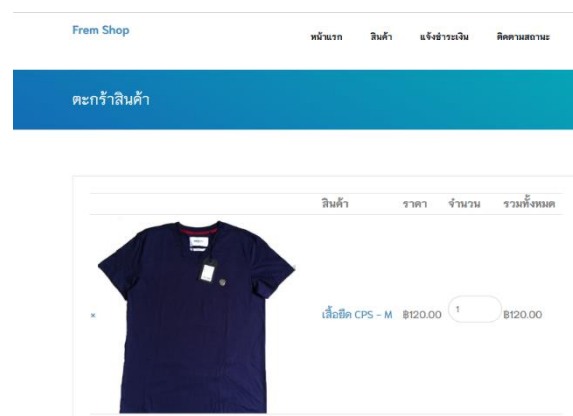 Frem Shop
หน้าแรก สินค้า แจ้งชำระเงิน ติดตามสถานะ
ตะกร้าสินค้า
สินค้า ราคา จำนวน รวมทั้งหมด
× เสื้อยืด CPS – M ฿120.00 1 ฿120.00